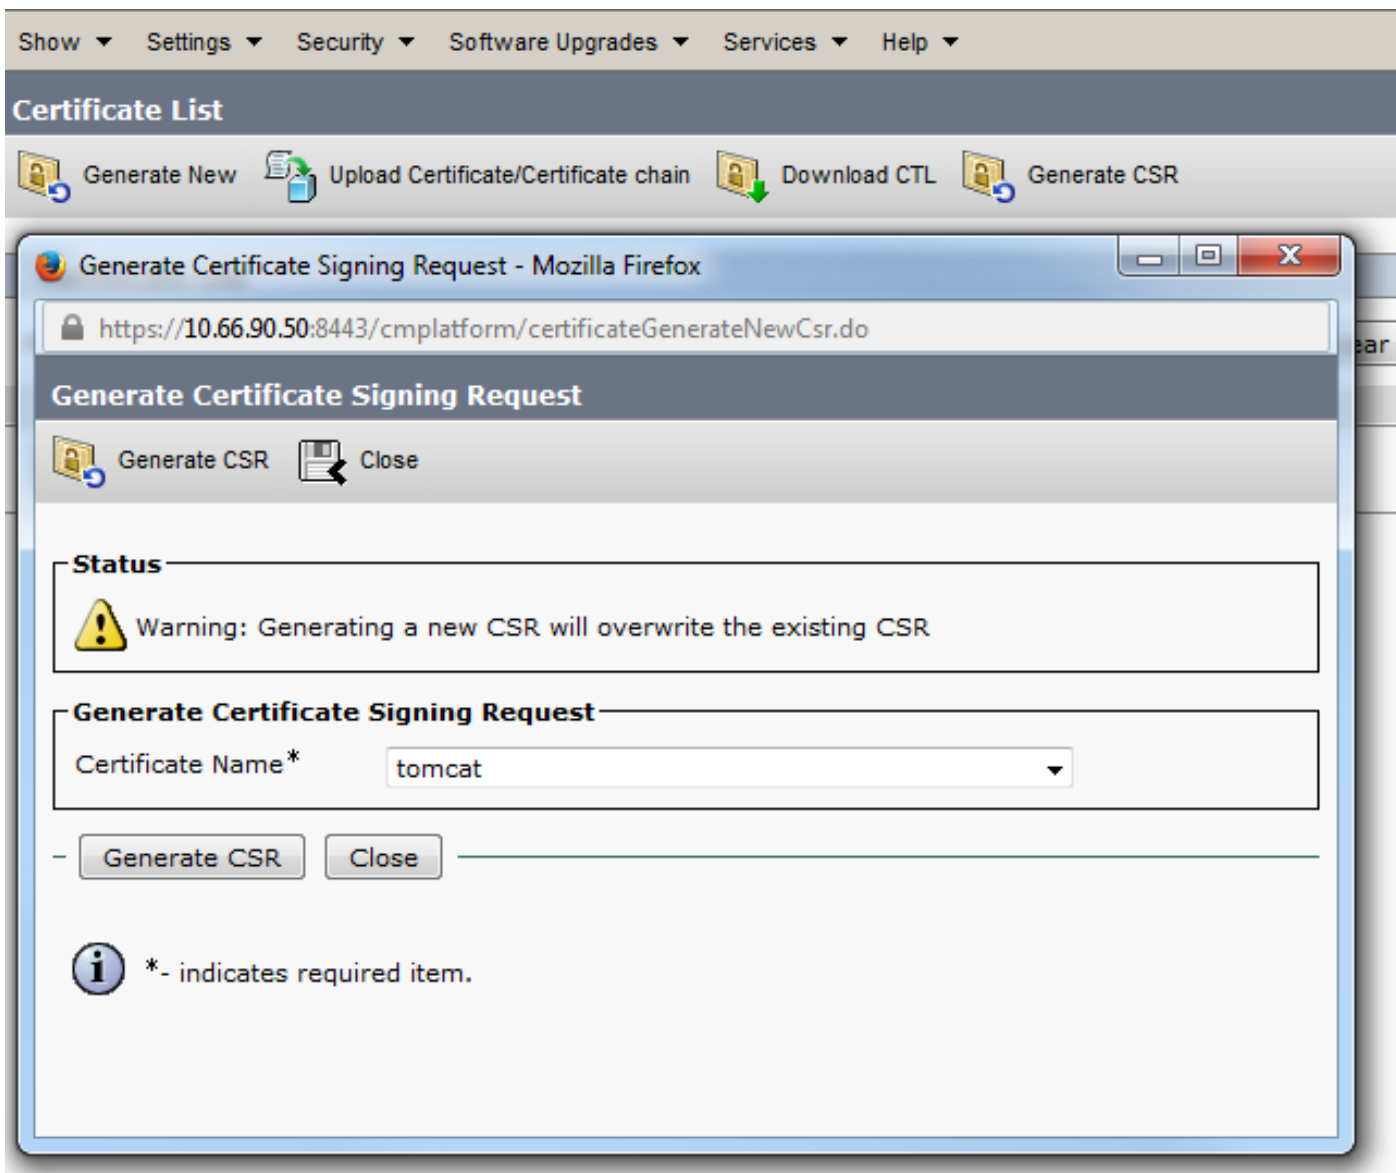 Show Settings Security Software Upgrades Services Help
Certificate List
Generate New Upload Certificate/Certificate chain Download CTL Generate CSR
Generate Certificate Signing Request - Mozilla Firefox
https://10.66.90.50:8443/cmplatform/certificateGenerateNewCsr.do
Generate Certificate Signing Request
Generate CSR Close
Status
Warning: Generating a new CSR will overwrite the existing CSR
Generate Certificate Signing Request
Certificate Name* tomcat
Generate CSR Close
*- indicates required item.